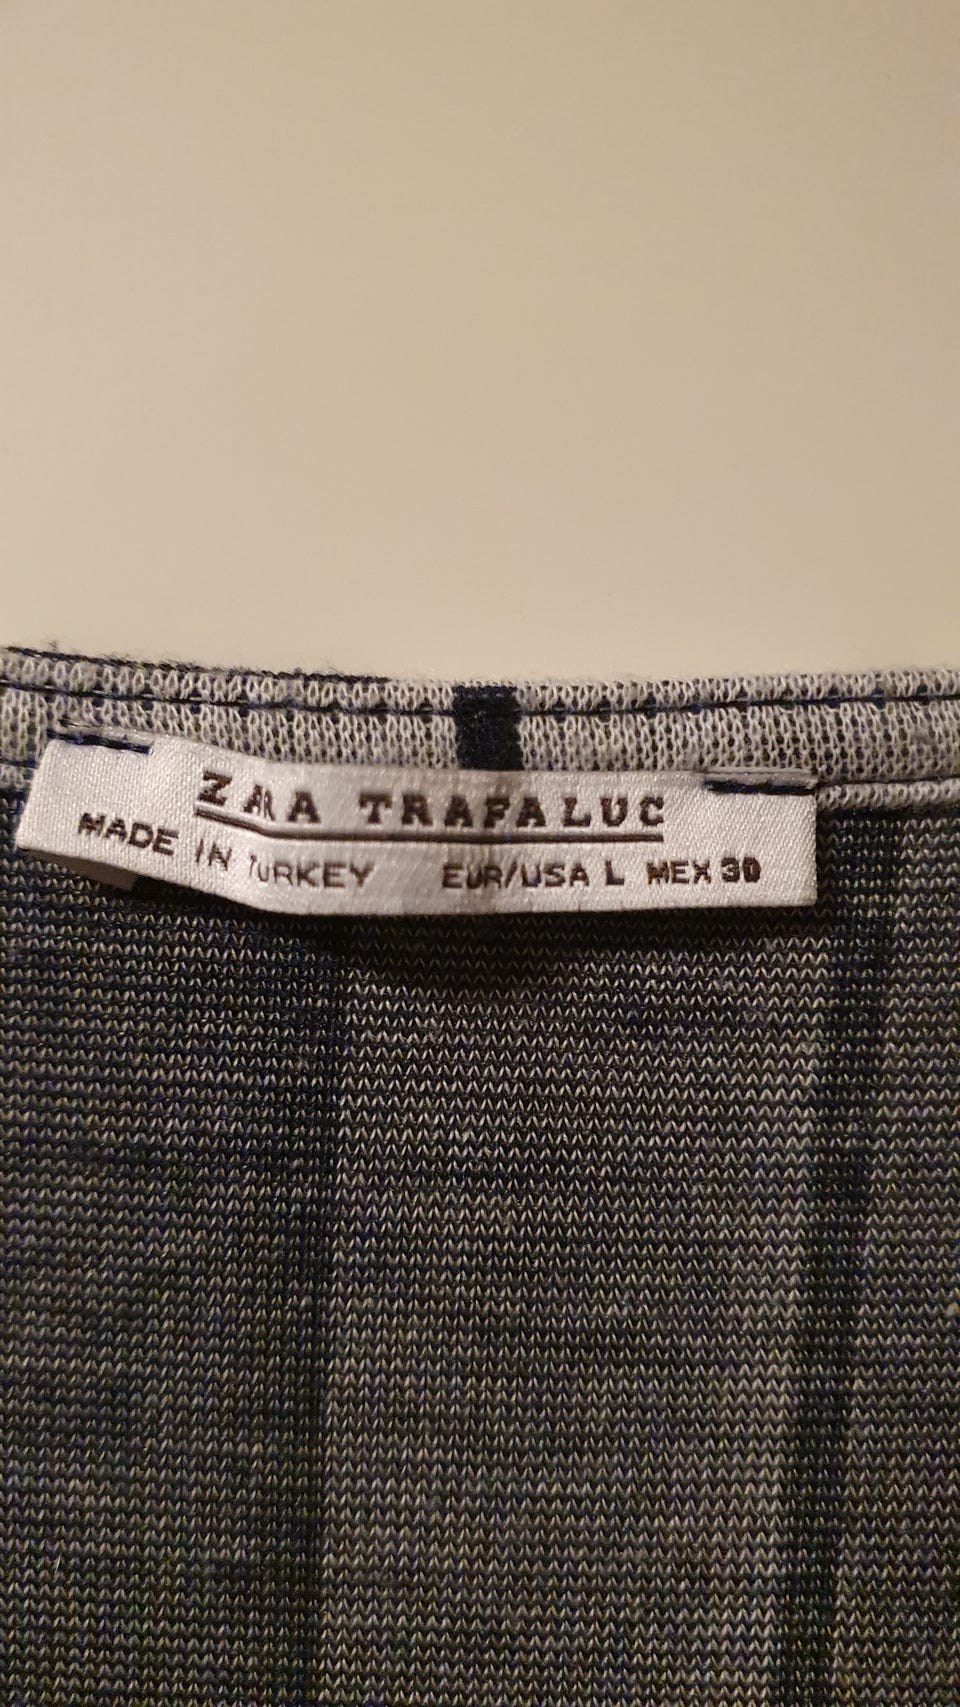 ZARA TRAFALUC
MADE IN TURKEY EUR/USA L MEX 30